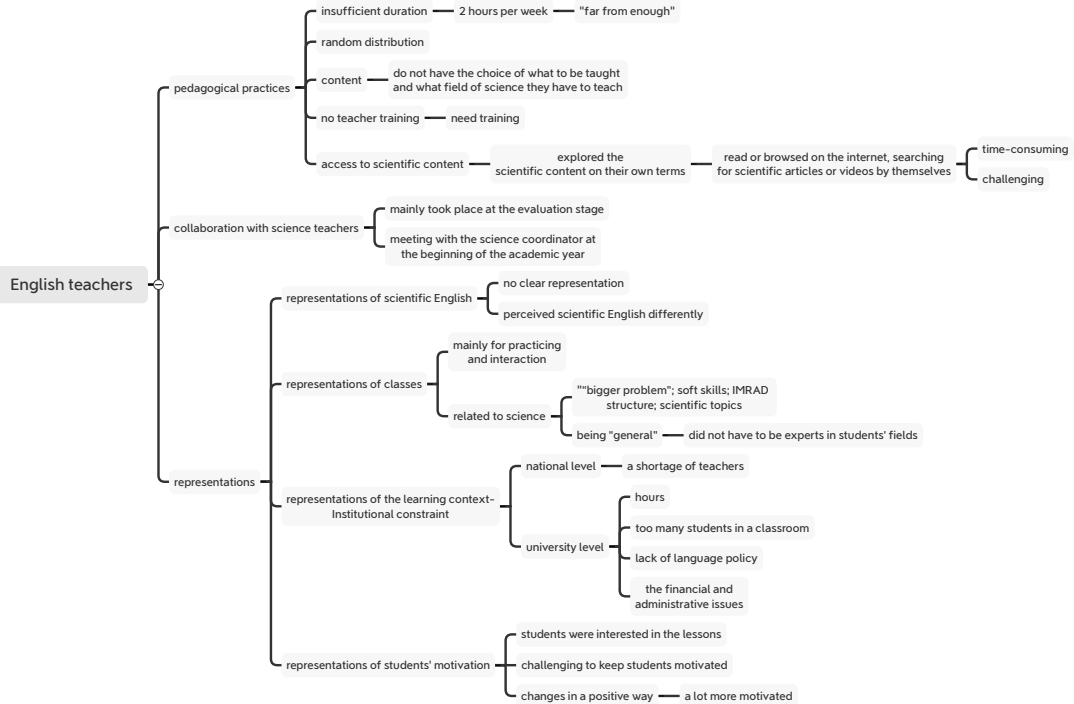 insufficient duration
2 hours per week
"far from enough"
random distribution
content
do not have the choice of what to be taught
and what field of science they have to teach
pedagogical practices
no teacher training
need training
access to scientific content
explored the
scientific content on their own terms
read or browsed on the internet, searching
for scientific articles or videos by themselves
time-consuming
challenging
collaboration with science teachers
mainly took place at the evaluation stage
meeting with the science coordinator at
the beginning of the academic year
English teachers
representations
representations of scientific English
no clear representation
perceived scientific English differently
representations of classes
mainly for practicing
and interaction
related to science
""bigger problem"; soft skills; IMRAD
structure; scientific topics
being "general"
did not have to be experts in students' fields
representations of the learning context-
Institutional constraint
national level
a shortage of teachers
university level
hours
too many students in a classroom
lack of language policy
the financial and
administrative issues
representations of students' motivation
students were interested in the lessons
challenging to keep students motivated
changes in a positive way
a lot more motivated